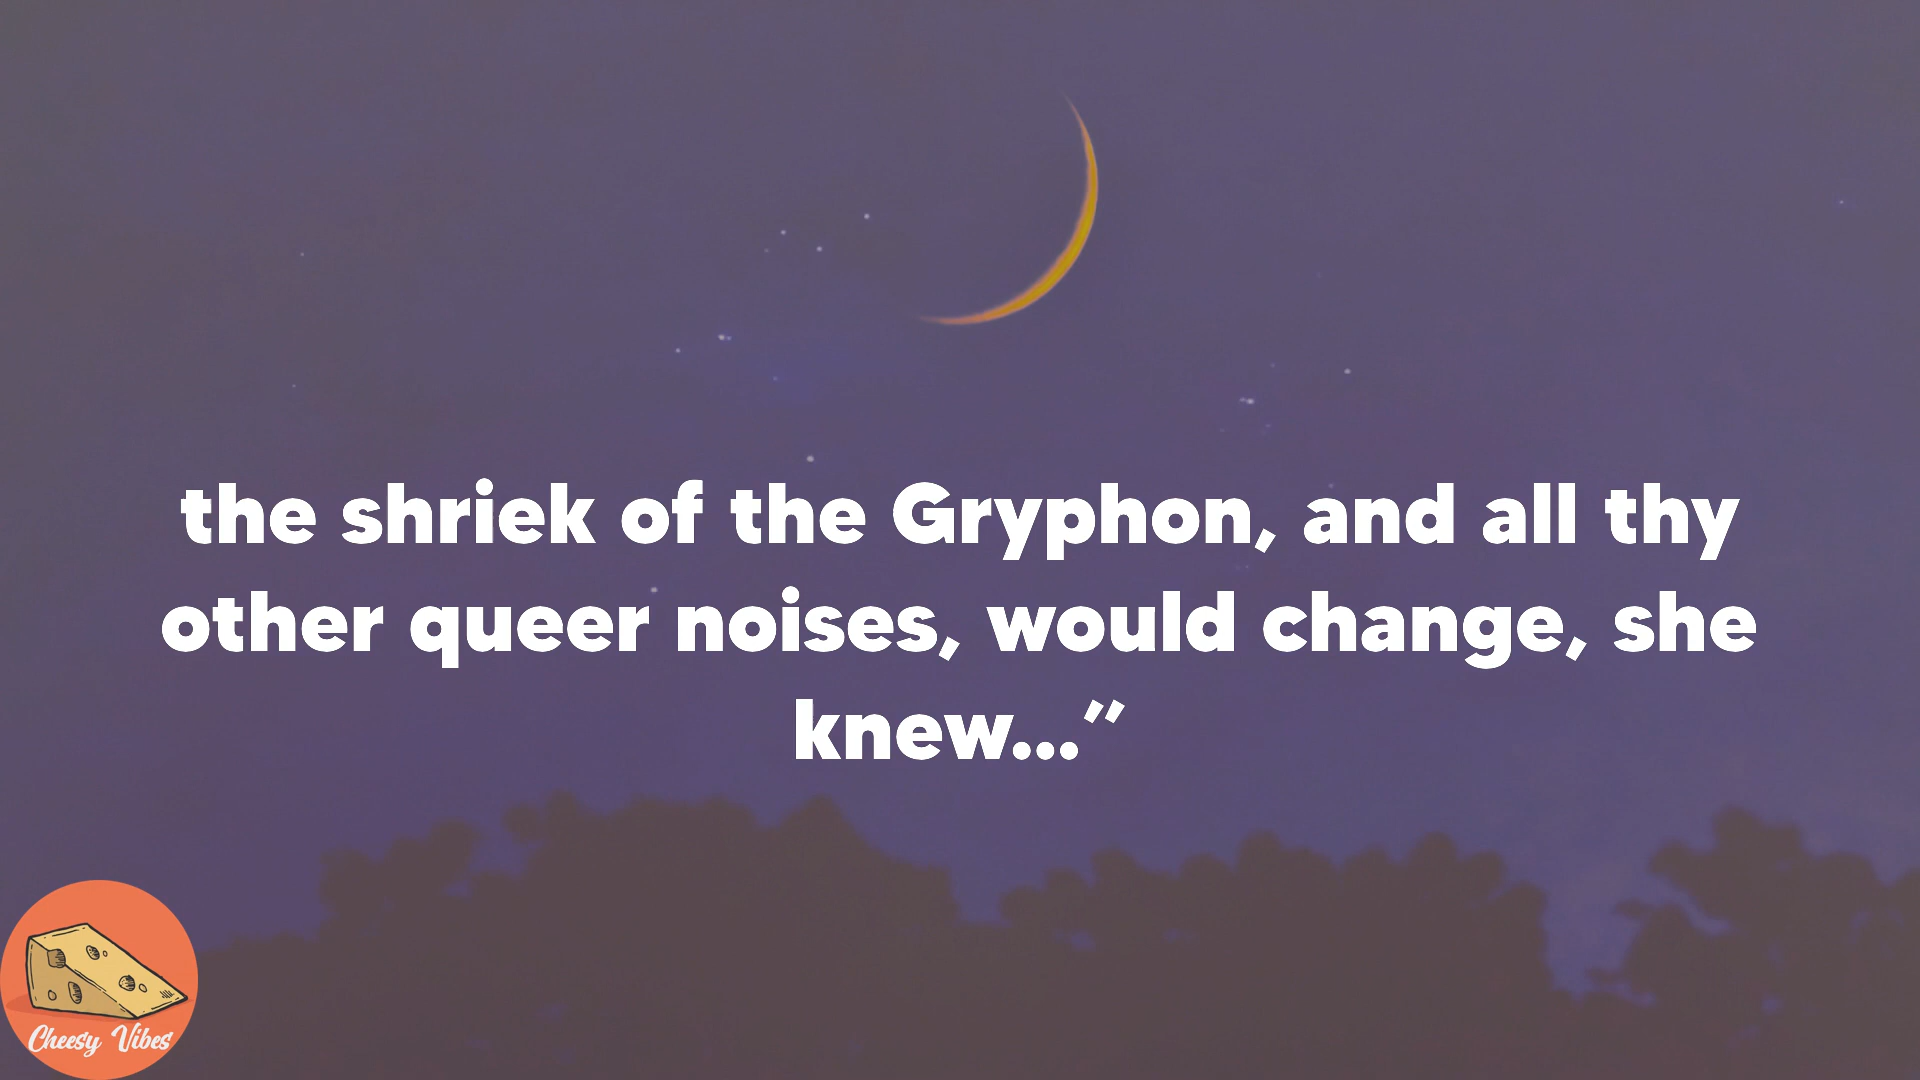 the shriek of the Gryphon, and all thy
other queer noises, would change, she
knew...”
Cheesy Vibes